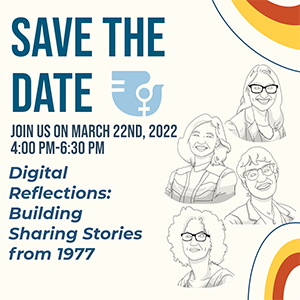 SAVE THE
DATE
JOIN US ON MARCH 22ND, 2022
4:00 PM-6:30 PM
Digital
Reflections:
Building
Sharing Stories
from 1977